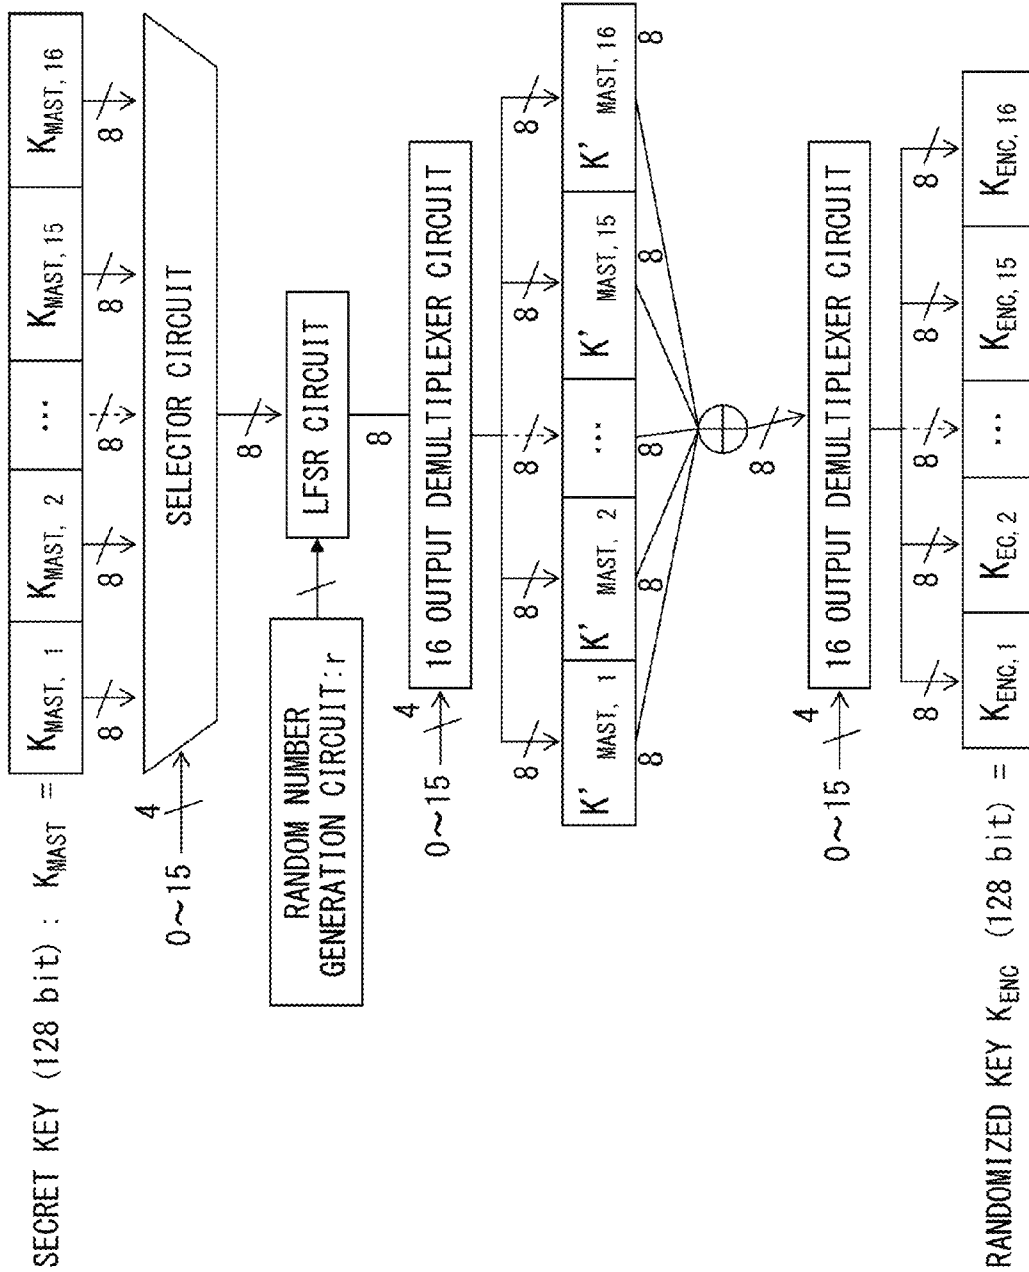 SECRET KEY (128 bit) : K_MAST =
K_MAST, 1 K_MAST, 2 ... K_MAST, 15 K_MAST, 16
8 8 8 8 8
0~15 4
SELECTOR CIRCUIT
8
RANDOM NUMBER
GENERATION CIRCUIT:r
LFSR CIRCUIT
8
0~15 4
16 OUTPUT DEMULTIPLEXER CIRCUIT
8 8 8 8 8
K' MAST, 1 K' MAST, 2 ... K' MAST, 15 K' MAST, 16
8 8 8 8 8
8
0~15 4
16 OUTPUT DEMULTIPLEXER CIRCUIT
8 8 8 8 8
RANDOMIZED KEY K_ENC (128 bit) =
K_ENC, 1 K_EC, 2 ... K_ENC, 15 K_ENC, 16